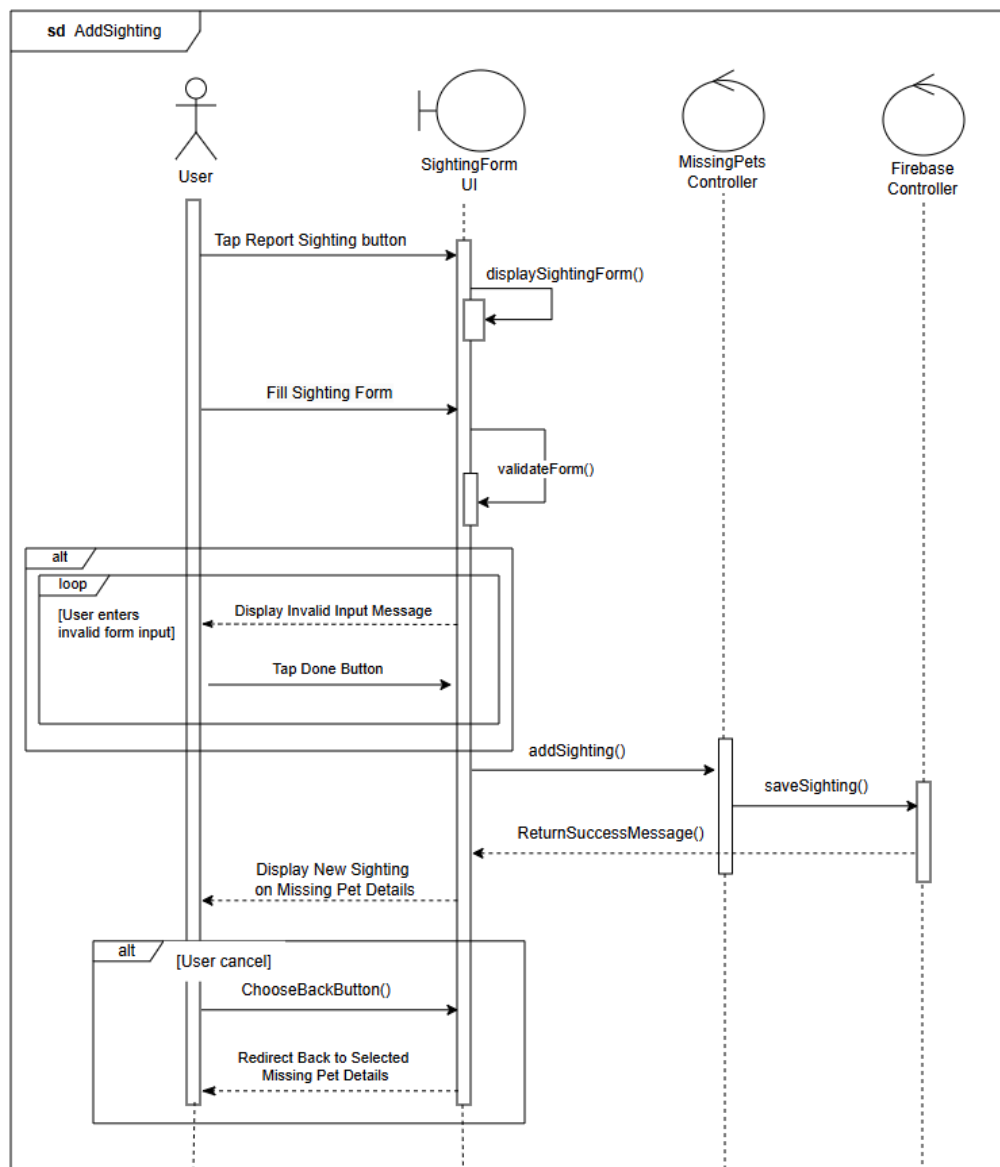 sd AddSighting
User
SightingForm
UI
MissingPets
Controller
Firebase
Controller
Tap Report Sighting button
displaySightingForm()
Fill Sighting Form
validateForm()
alt
loop
[User enters
invalid form input]
Display Invalid Input Message
Tap Done Button
addSighting()
saveSighting()
ReturnSuccessMessage()
Display New Sighting
on Missing Pet Details
alt
[User cancel]
ChooseBackButton()
Redirect Back to Selected
Missing Pet Details